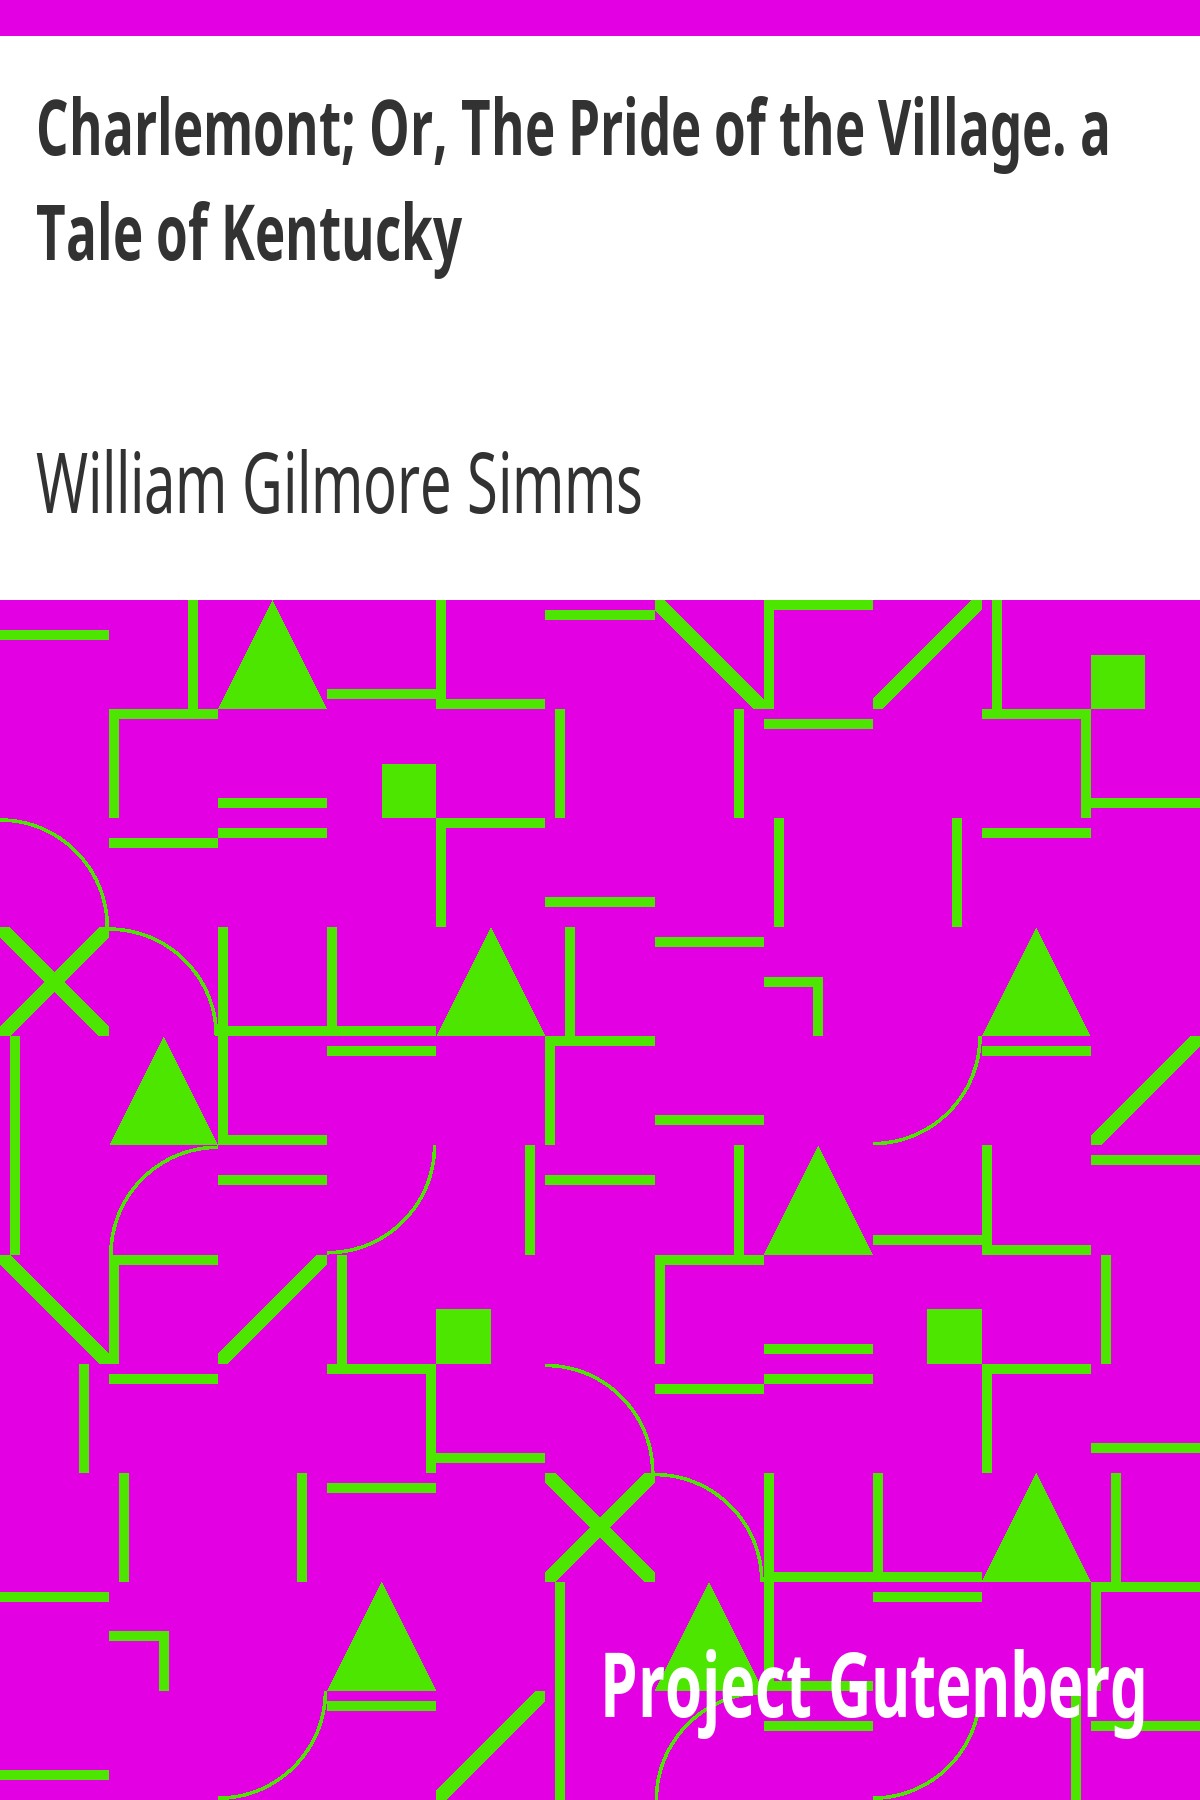 Charlemont; Or, The Pride of the Village. a
Tale of Kentucky
William Gilmore Simms
Project Gutenberg